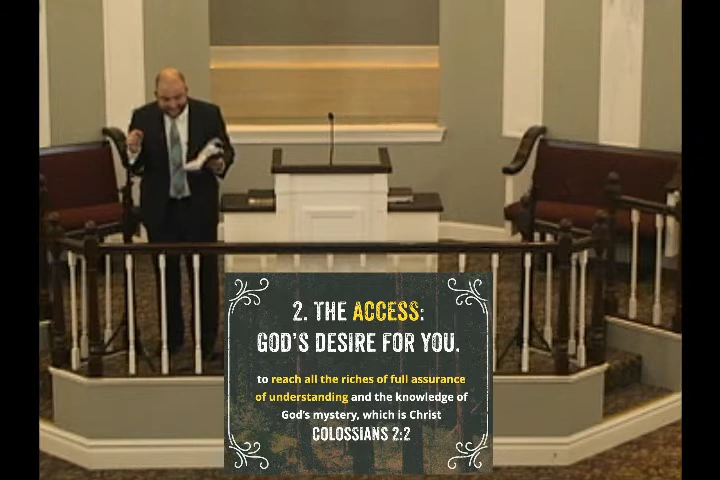 2. THE ACCESS:
GOD'S DESIRE FOR YOU.
to reach all the riches of full assurance
of understanding and the knowledge of
God's mystery, which is Christ
COLOSSIANS 2:2